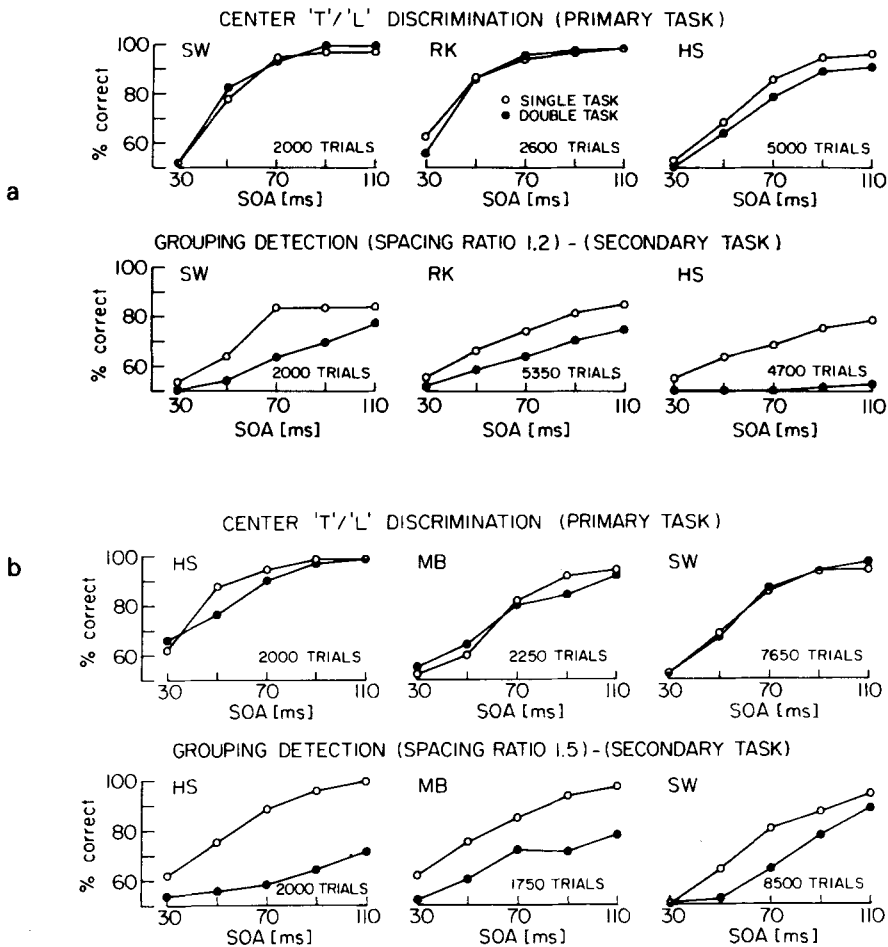 CENTER 'T'/'L' DISCRIMINATION (PRIMARY TASK)
a
% correct
100
80
60
SW
2000 TRIALS
30 70 110
SOA [ms]
RK
○ SINGLE TASK
● DOUBLE TASK
2600 TRIALS
30 70 110
SOA [ms]
HS
5000 TRIALS
30 70 110
SOA [ms]
GROUPING DETECTION (SPACING RATIO 1.2) - (SECONDARY TASK)
% correct
100
80
60
SW
2000 TRIALS
30 70 110
SOA [ms]
RK
5350 TRIALS
30 70 110
SOA [ms]
HS
4700 TRIALS
30 70 110
SOA [ms]
CENTER 'T'/'L' DISCRIMINATION (PRIMARY TASK)
b
% correct
100
80
60
HS
2000 TRIALS
30 70 110
SOA [ms]
MB
2250 TRIALS
30 70 110
SOA [ms]
SW
7650 TRIALS
30 70 110
SOA [ms]
GROUPING DETECTION (SPACING RATIO 1.5)-(SECONDARY TASK)
% correct
100
80
60
HS
2000 TRIALS
30 70 110
SOA [ms]
MB
1750 TRIALS
30 70 110
SOA [ms]
SW
8500 TRIALS
30 70 110
SOA [ms]